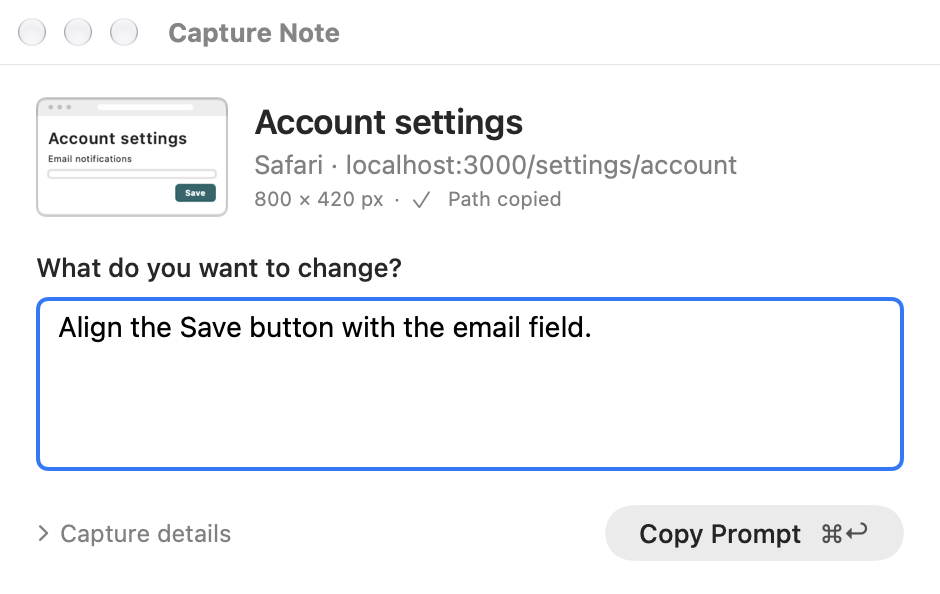 Capture Note
Account settings
Email notifications
Save
Account settings
Safari · localhost:3000/settings/account
800 × 420 px · ✓ Path copied
What do you want to change?
Align the Save button with the email field.
> Capture details
Copy Prompt ⌘↩